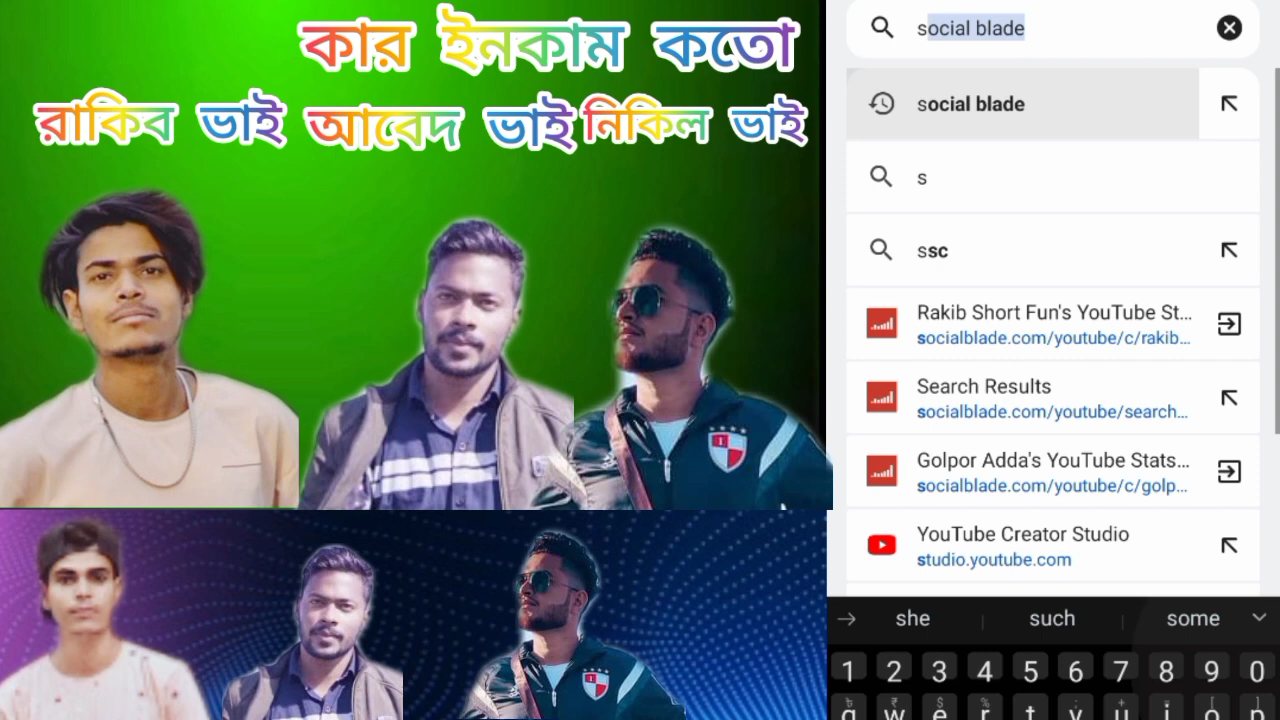 কার ইনকাম কতো
রাকিব ভাই আবেদ ভাই নিকিল ভাই
social blade
social blade
s
ssc
Rakib Short Fun's YouTube St...
socialblade.com/youtube/c/rakib...
Search Results
socialblade.com/youtube/search...
Golpor Adda's YouTube Stats...
socialblade.com/youtube/c/golp...
YouTube Creator Studio
studio.youtube.com
she such some
1 2 3 4 5 6 7 8 9 0
q w e r t y u i o p